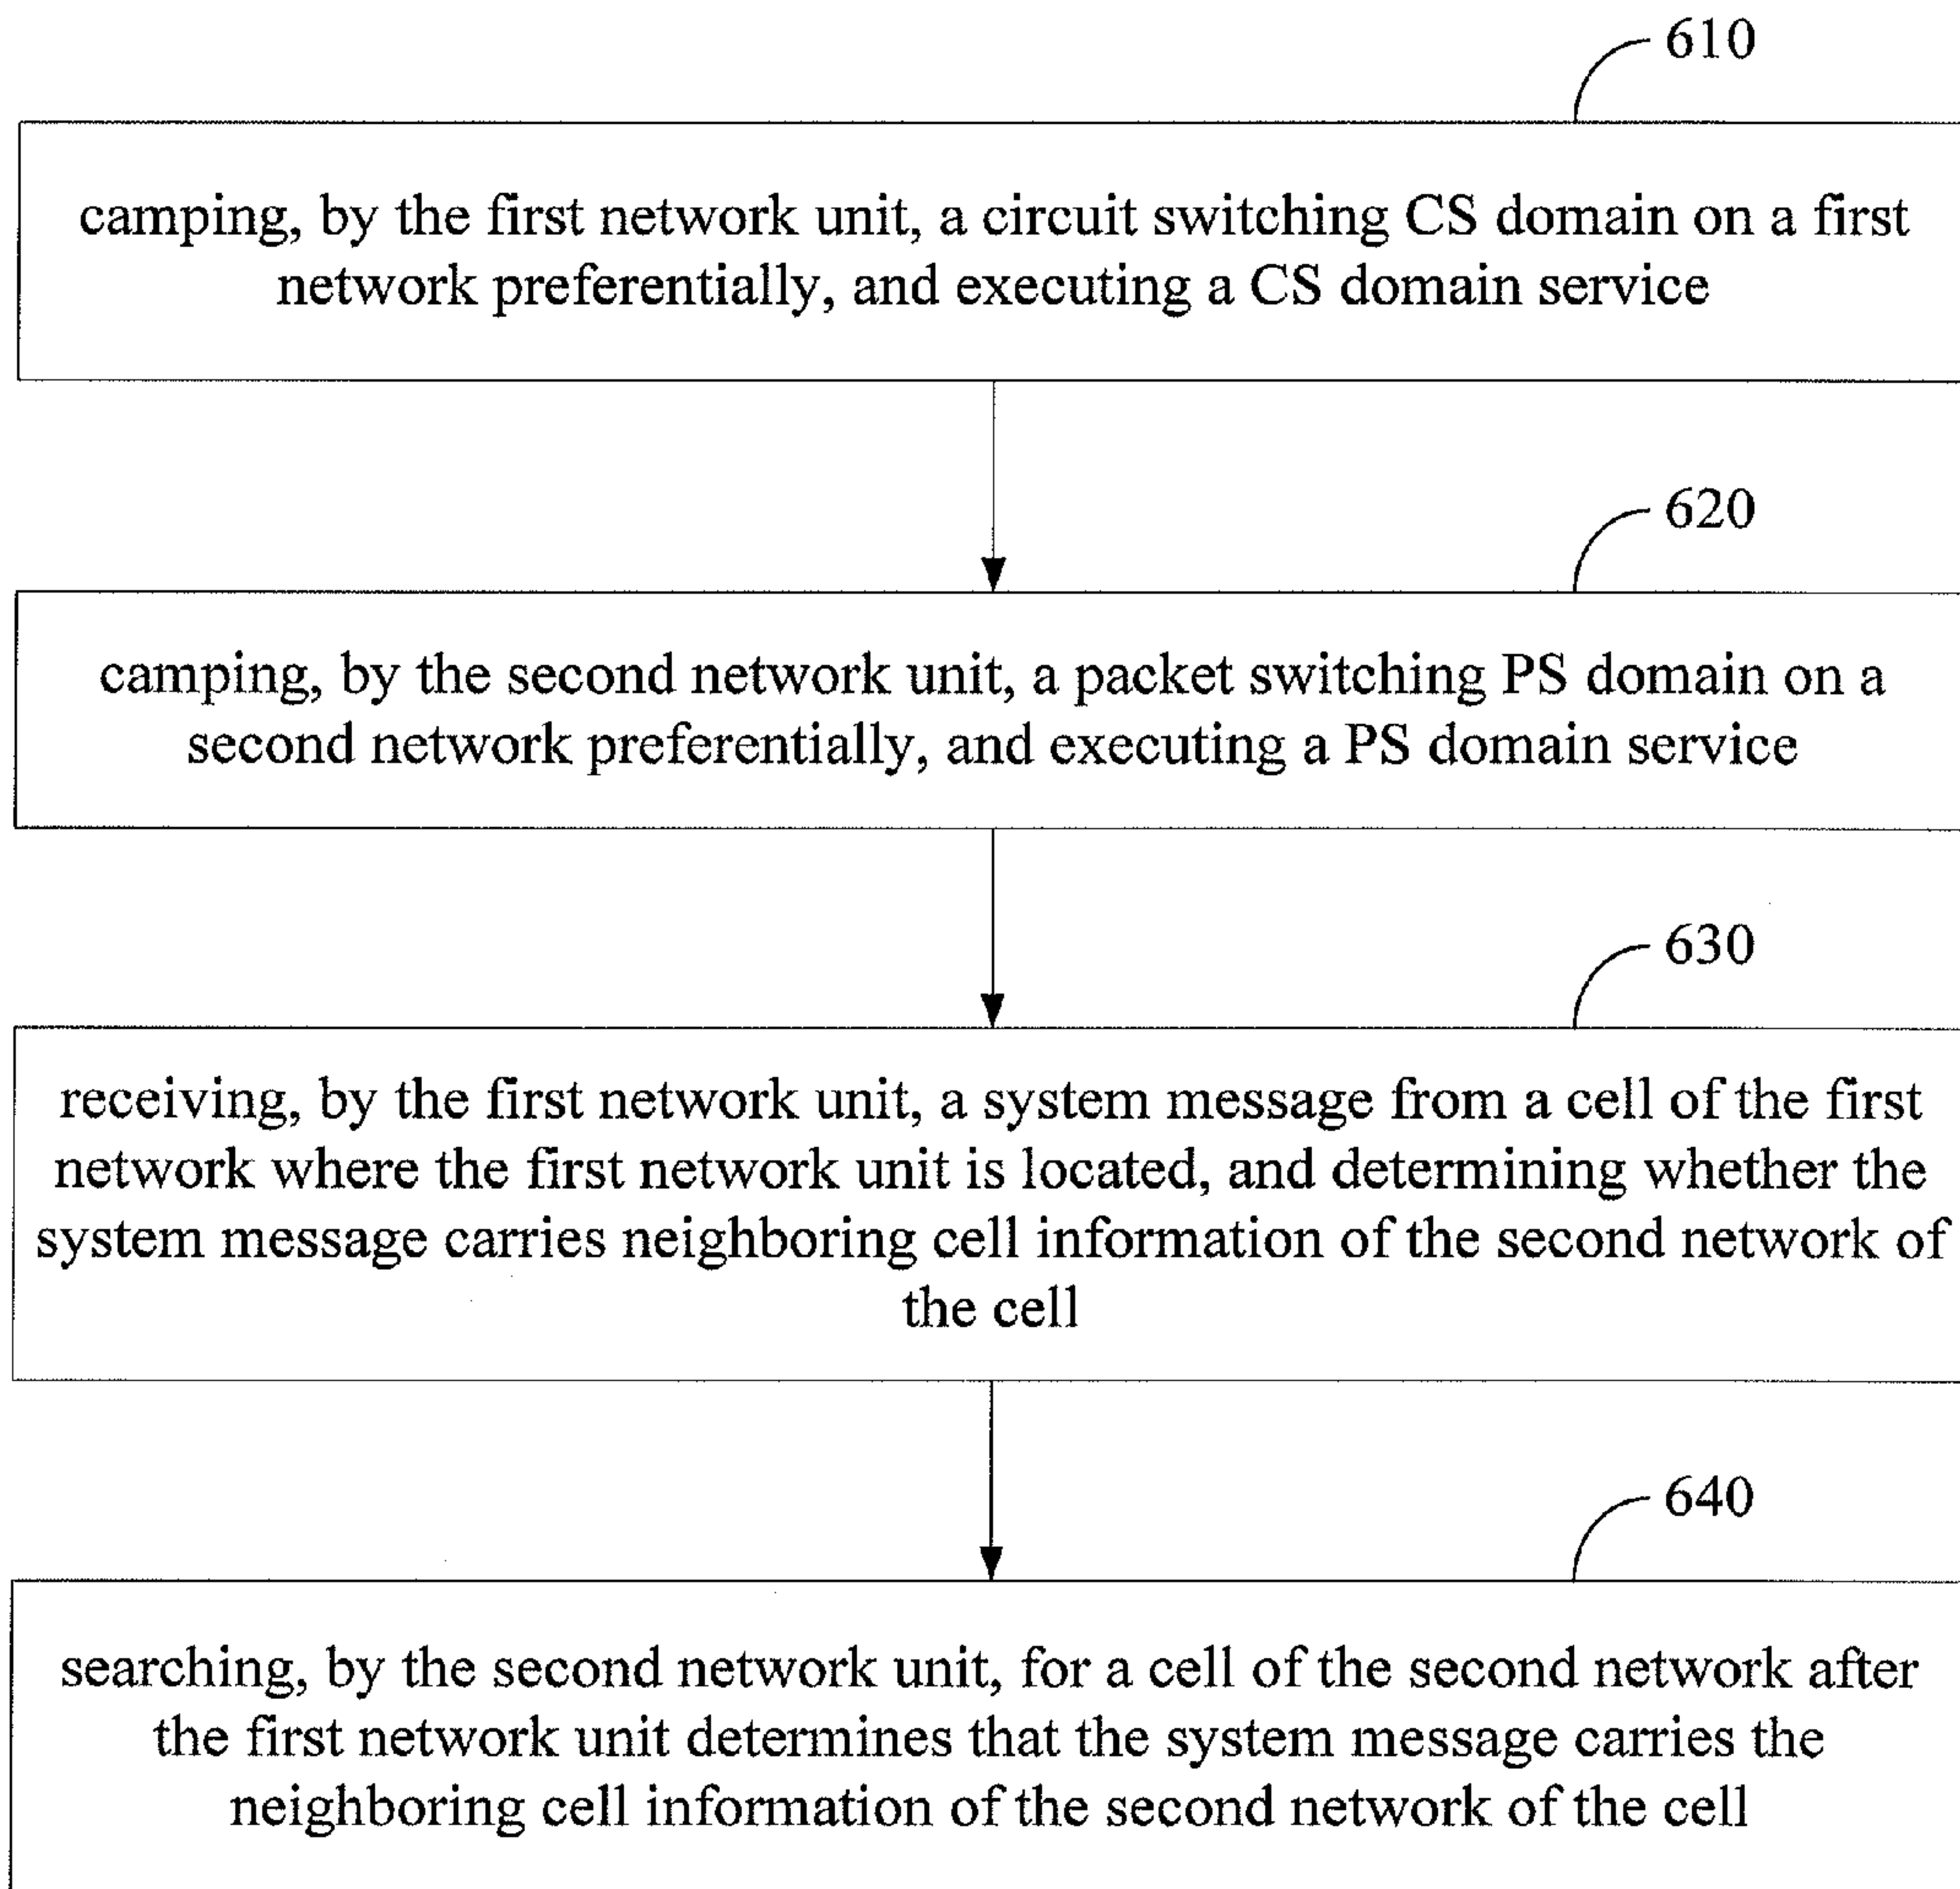 610
camping, by the first network unit, a circuit switching CS domain on a first
network preferentially, and executing a CS domain service
620
camping, by the second network unit, a packet switching PS domain on a
second network preferentially, and executing a PS domain service
630
receiving, by the first network unit, a system message from a cell of the first
network where the first network unit is located, and determining whether the
system message carries neighboring cell information of the second network of
the cell
640
searching, by the second network unit, for a cell of the second network after
the first network unit determines that the system message carries the
neighboring cell information of the second network of the cell